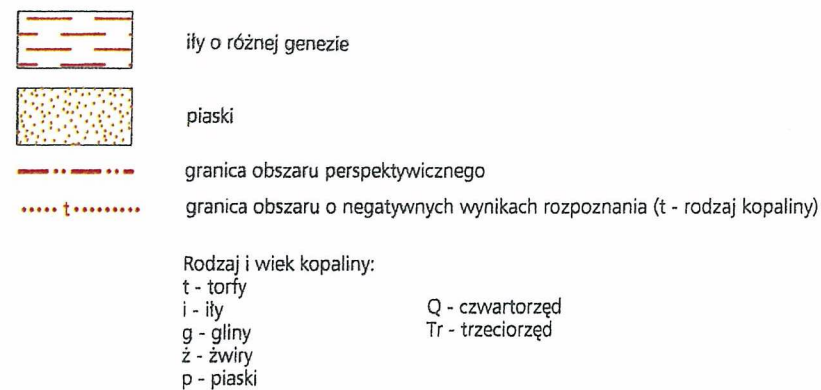 iły o różnej genezie
piaski
granica obszaru perspektywicznego
t
granica obszaru o negatywnych wynikach rozpoznania (t - rodzaj kopaliny)
Rodzaj i wiek kopaliny:
t - torfy
i - iły
g - gliny
ż - żwiry
p - piaski
Q - czwartorzęd
Tr - trzeciorzęd